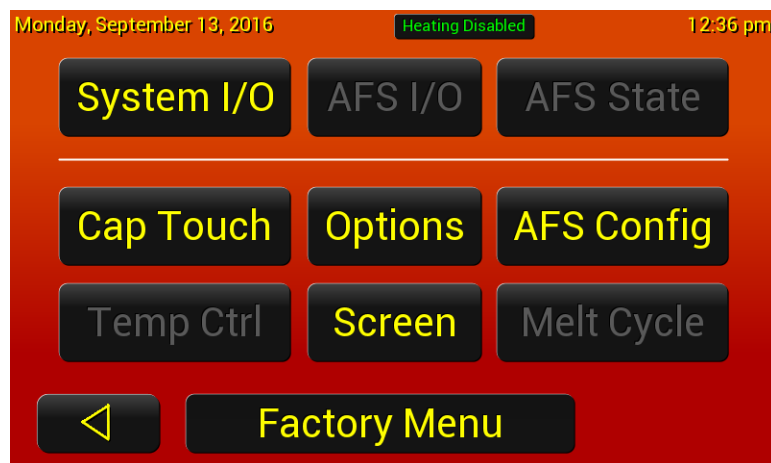 Monday, September 13, 2016 Heating Disabled 12:36 pm
System I/O AFS I/O AFS State
Cap Touch Options AFS Config
Temp Ctrl Screen Melt Cycle
Factory Menu